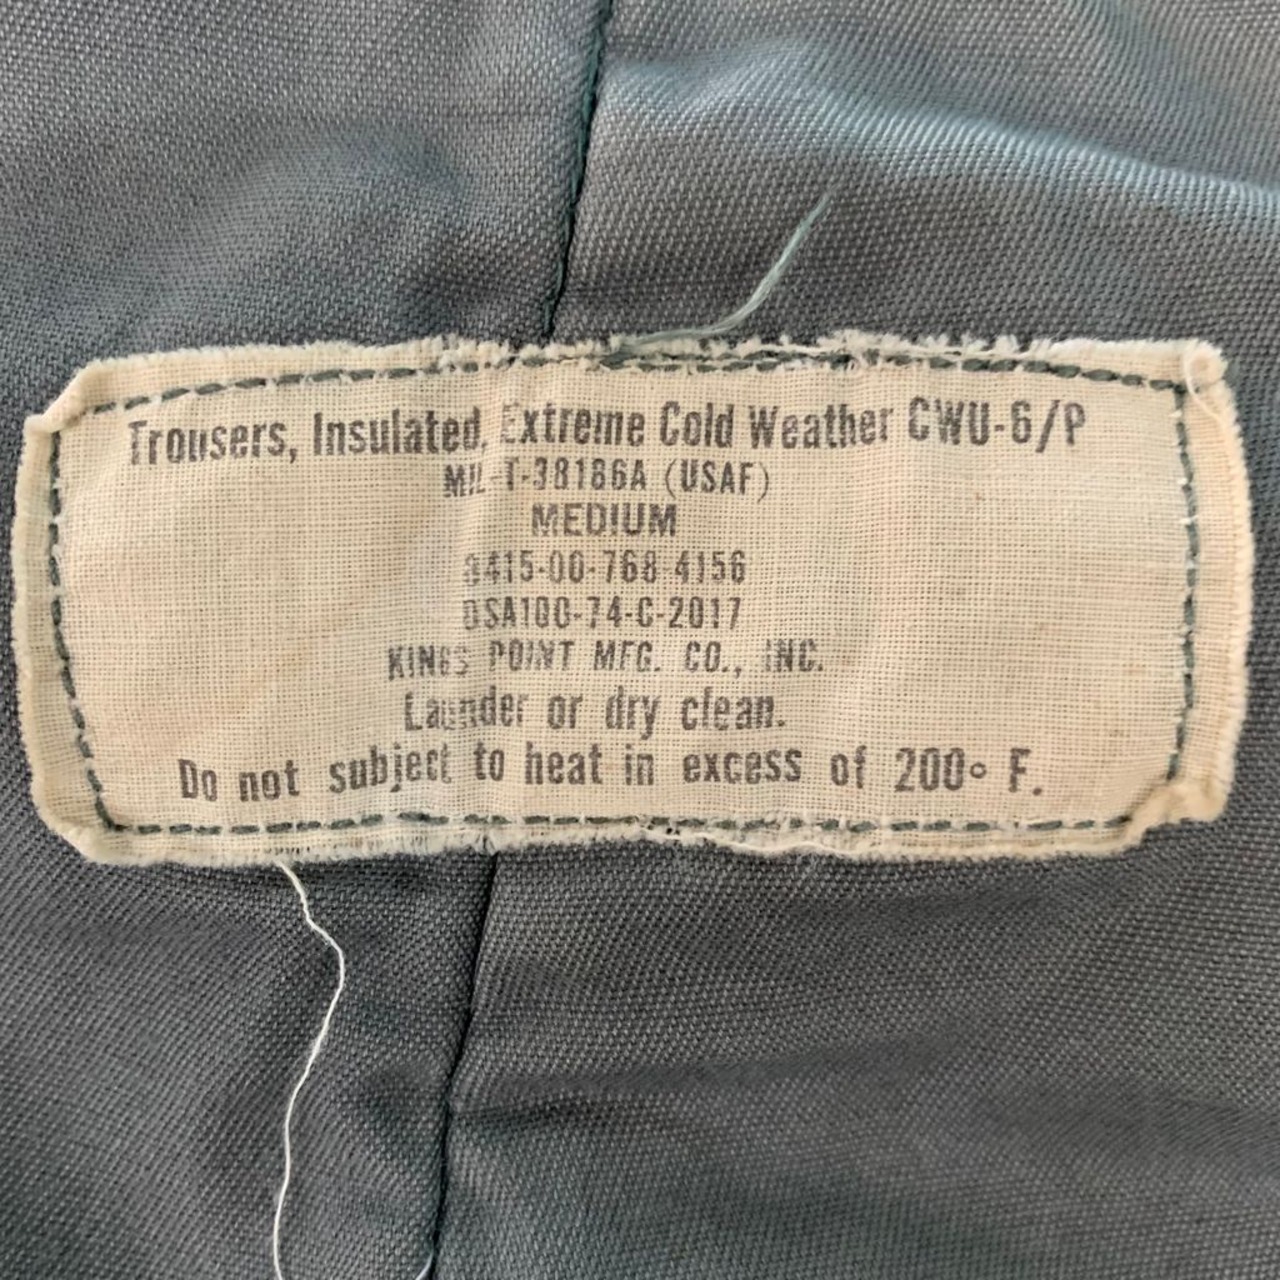 Trousers, Insulated, Extreme Cold Weather CWU-6/P
MIL-T-38186A (USAF)
MEDIUM
8415-00-768-4156
DSA100-74-C-2017
KINGS POINT MFG. CO., INC.
Launder or dry clean.
Do not subject to heat in excess of 200° F.